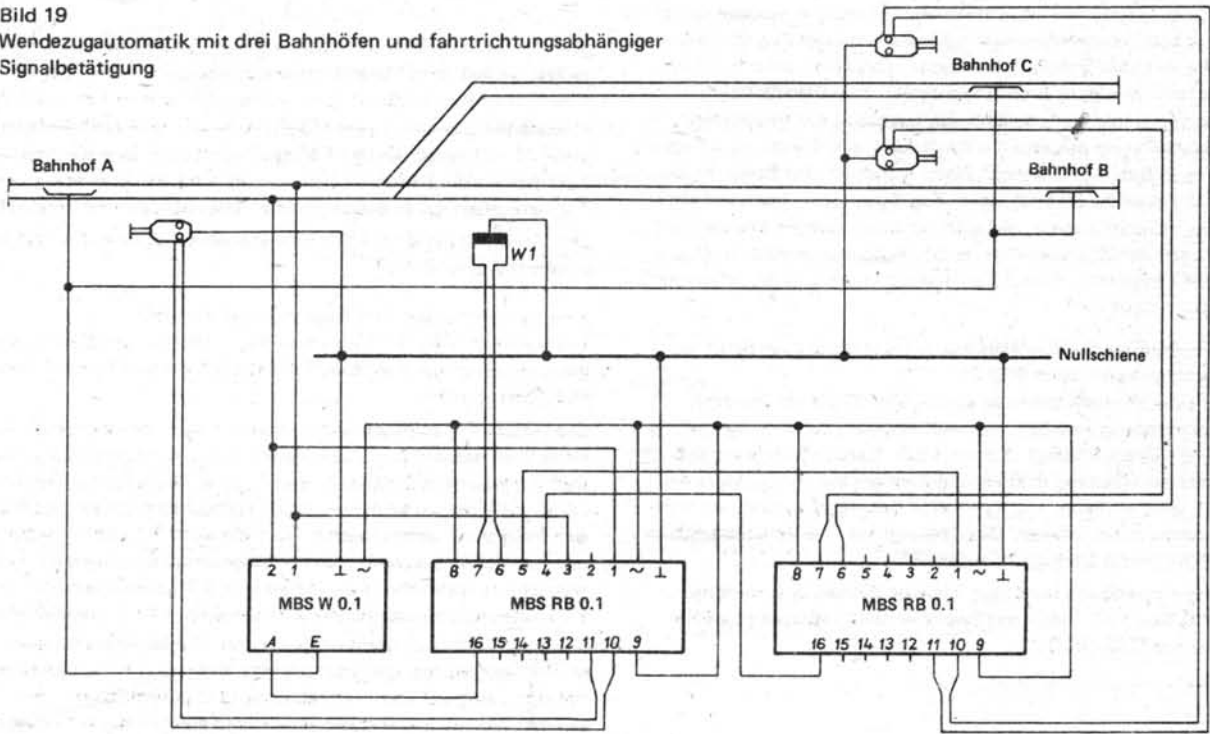 Bild 19
Wendezugautomatik mit drei Bahnhöfen und fahrtrichtungsabhängiger
Signalbetätigung
Bahnhof C
Bahnhof A
Bahnhof B
W1
Nullschiene
2 1 ⊥ ~
8 7 6 5 4 3 2 1 ~ ⊥
8 7 6 5 4 3 2 1 ~ ⊥
MBS W 0.1
MBS RB 0.1
MBS RB 0.1
A E
16 15 14 13 12 11 10 9
16 15 14 13 12 11 10 9